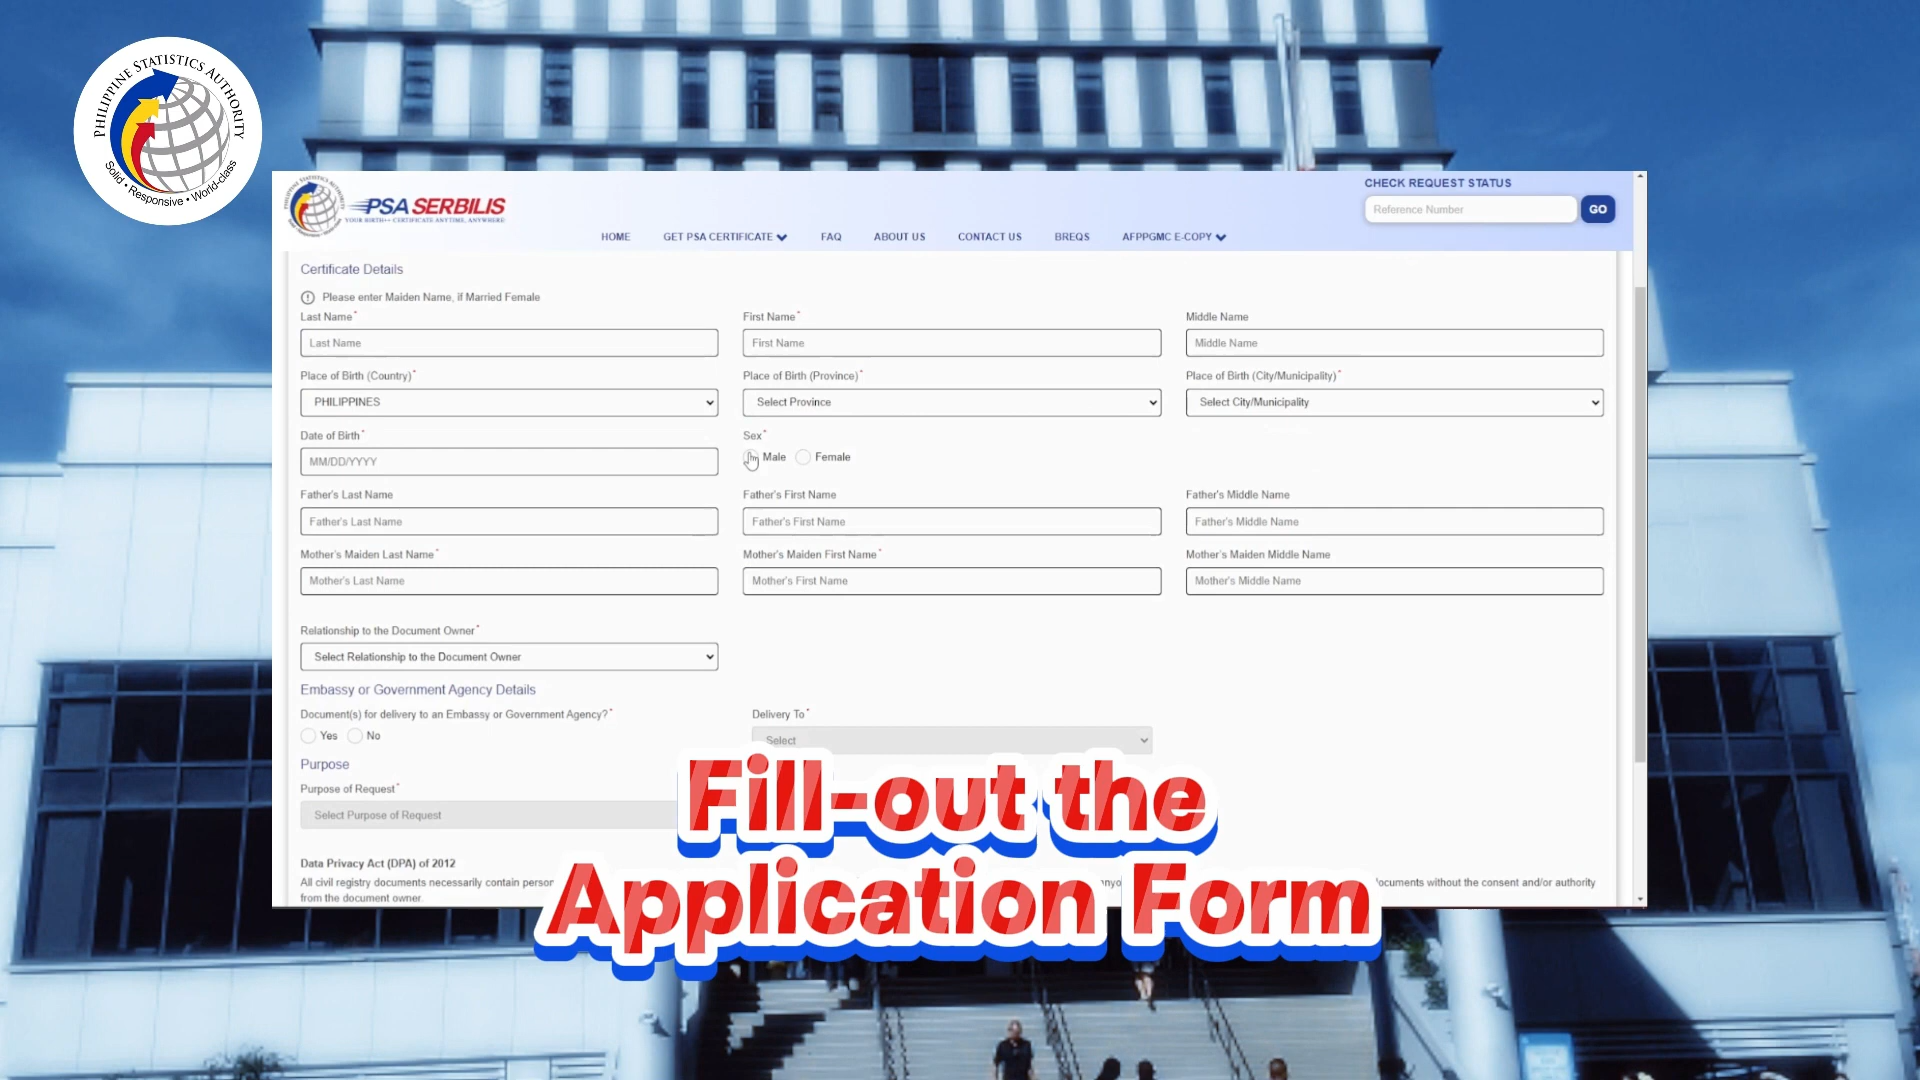 PHILIPPINE STATISTICS AUTHORITY
Solid • Responsive • World-class
PSA SERBILIS
CHECK REQUEST STATUS
Reference Number
GO
HOME
GET PSA CERTIFICATE
FAQ
ABOUT US
CONTACT US
BREQS
AFPPGMC E-COPY
Certificate Details
Please enter Maiden Name, if Married Female
Last Name*
First Name*
Middle Name
Last Name
First Name
Middle Name
Place of Birth (Country)*
Place of Birth (Province)*
Place of Birth (City/Municipality)*
PHILIPPINES
Select Province
Select City/Municipality
Date of Birth*
Sex*
MM/DD/YYYY
Male
Female
Father's Last Name
Father's First Name
Father's Middle Name
Father's Last Name
Father's First Name
Father's Middle Name
Mother's Maiden Last Name*
Mother's Maiden First Name*
Mother's Maiden Middle Name
Mother's Last Name
Mother's First Name
Mother's Middle Name
Relationship to the Document Owner*
Select Relationship to the Document Owner
Embassy or Government Agency Details
Document(s) for delivery to an Embassy or Government Agency?*
Delivery To*
Yes
No
Select
Purpose
Purpose of Request*
Select Purpose of Request
Fill-out the
Application Form
Data Privacy Act (DPA) of 2012
All civil registry documents necessarily contain
documents without the consent and/or authority
from the document owner.